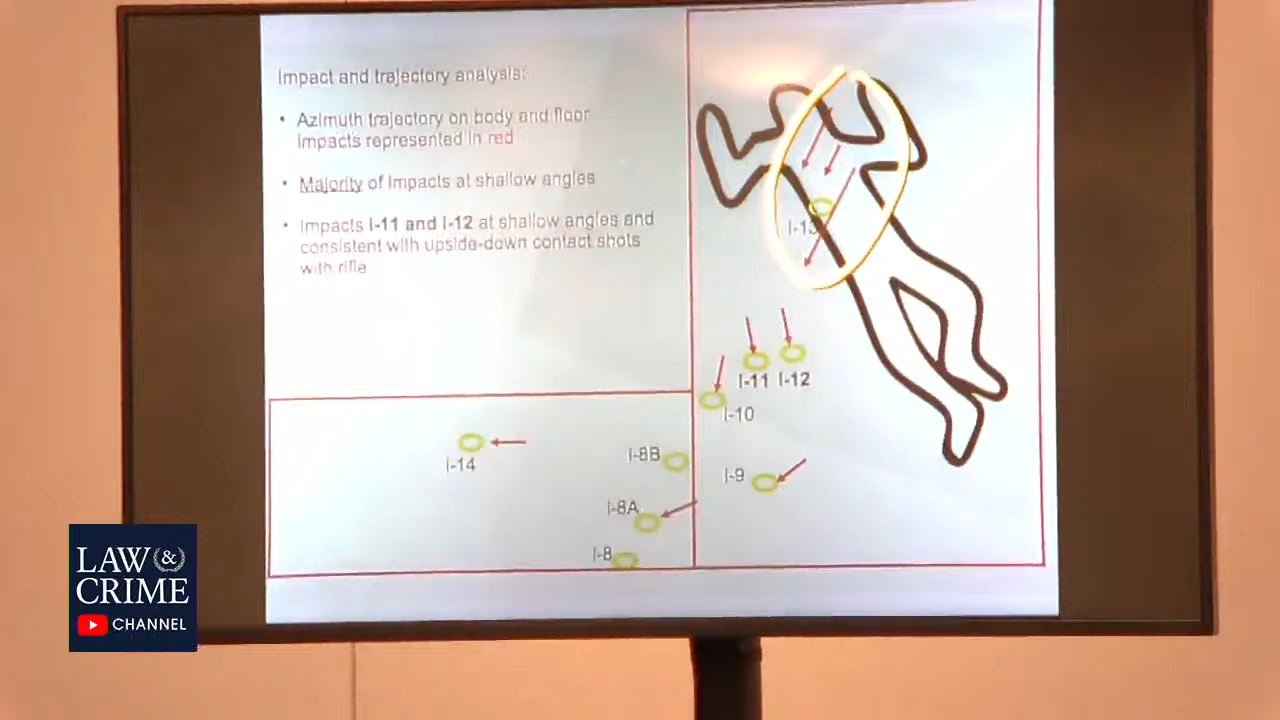 Impact and trajectory analysis:
• Azimuth trajectory on body and floor
impacts represented in red
• Majority of impacts at shallow angles
• Impacts I-11 and I-12 at shallow angles and
consistent with upside-down contact shots
with rifle
I-13
I-11 I-12
I-10
I-14
I-8B
I-9
I-8A
I-8
LAW &
CRIME
CHANNEL